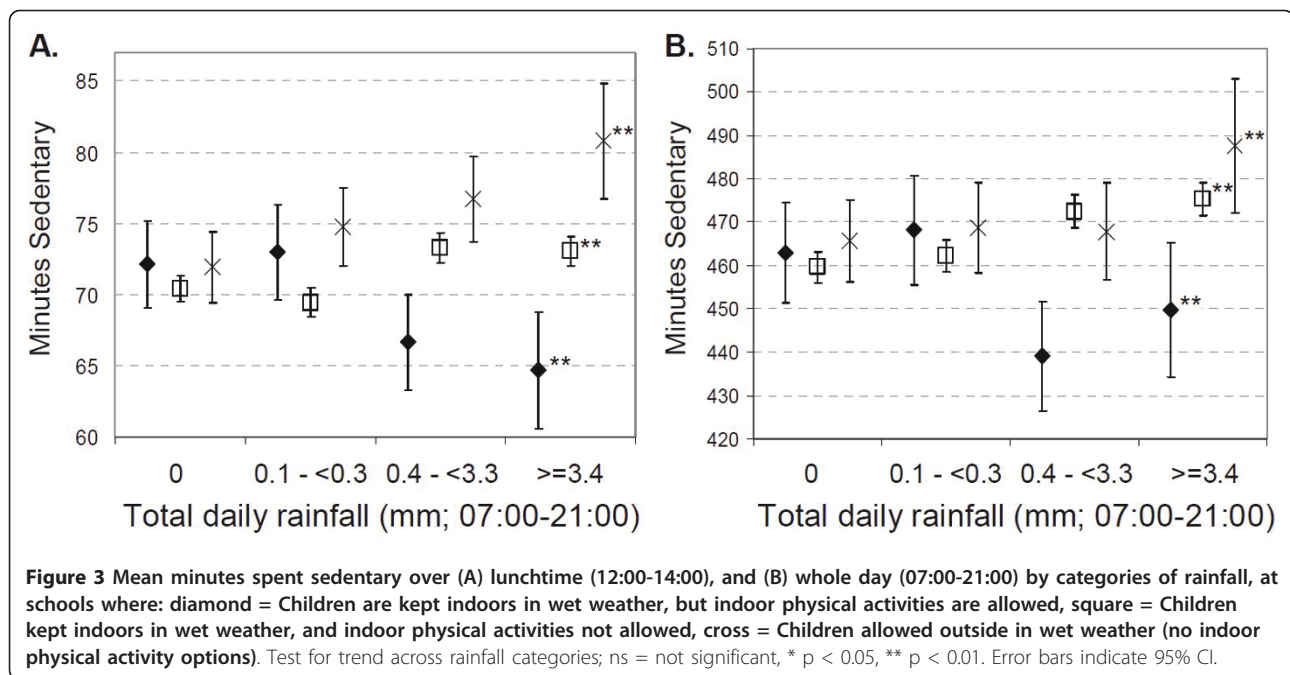 A.
Minutes Sedentary
85
80
75
70
65
60
**
**
**
0 0.1 - <0.3 0.4 - <3.3 >=3.4
Total daily rainfall (mm; 07:00-21:00)
B.
Minutes Sedentary
510
500
490
480
470
460
450
440
430
420
**
**
**
0 0.1 - <0.3 0.4 - <3.3 >=3.4
Total daily rainfall (mm; 07:00-21:00)
Figure 3 Mean minutes spent sedentary over (A) lunchtime (12:00-14:00), and (B) whole day (07:00-21:00) by categories of rainfall, at
schools where: diamond = Children are kept indoors in wet weather, but indoor physical activities are allowed, square = Children
kept indoors in wet weather, and indoor physical activities not allowed, cross = Children allowed outside in wet weather (no indoor
physical activity options). Test for trend across rainfall categories; ns = not significant, * p < 0.05, ** p < 0.01. Error bars indicate 95% CI.